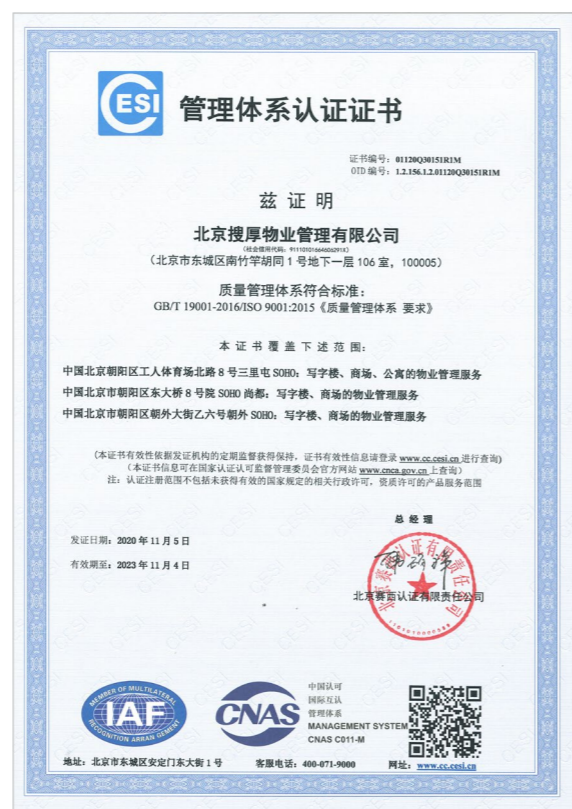 CESI
管理体系认证证书
证书编号：01120Q30151R1M
OID 编号：1.2.156.1.2.01120Q30151R1M
兹 证 明
北京搜厚物业管理有限公司
（北京市东城区南竹竿胡同 1 号地下一层 106 室，100005）
质量管理体系符合标准：
GB/T 19001-2016/ISO 9001:2015《质量管理体系 要求》
本 证 书 覆 盖 下 述 范 围：
中国北京朝阳区工人体育场北路 8 号三里屯 SOHO：写字楼、商场、公寓的物业管理服务
中国北京市朝阳区东大桥 8 号院 SOHO 尚都：写字楼、商场的物业管理服务
中国北京市朝阳区朝外大街乙六号朝外 SOHO：写字楼、商场的物业管理服务
（本证书有效性依据发证机构的定期监督获得保持，证书有效性信息请登录 www.cc.cesi.cn 进行查询）
（本证书信息可在国家认证认可监督管理委员会官方网站 www.cnca.gov.cn 上查询）
注：认证注册范围不包括未获得有效的国家规定的相关行政许可，资质许可的产品服务范围
总 经 理
发证日期：2020 年 11 月 5 日
有效期至：2023 年 11 月 4 日
北京赛西认证有限责任公司
MEMBER OF MULTILATERAL
IAF
RECOGNITION ARRANGEMENT
CNAS
中国认可
国际互认
管理体系
MANAGEMENT SYSTEM
CNAS C011-M
地址：北京市东城区安定门东大街 1 号
客服电话：400-071-9000
网址：www.cc.cesi.cn